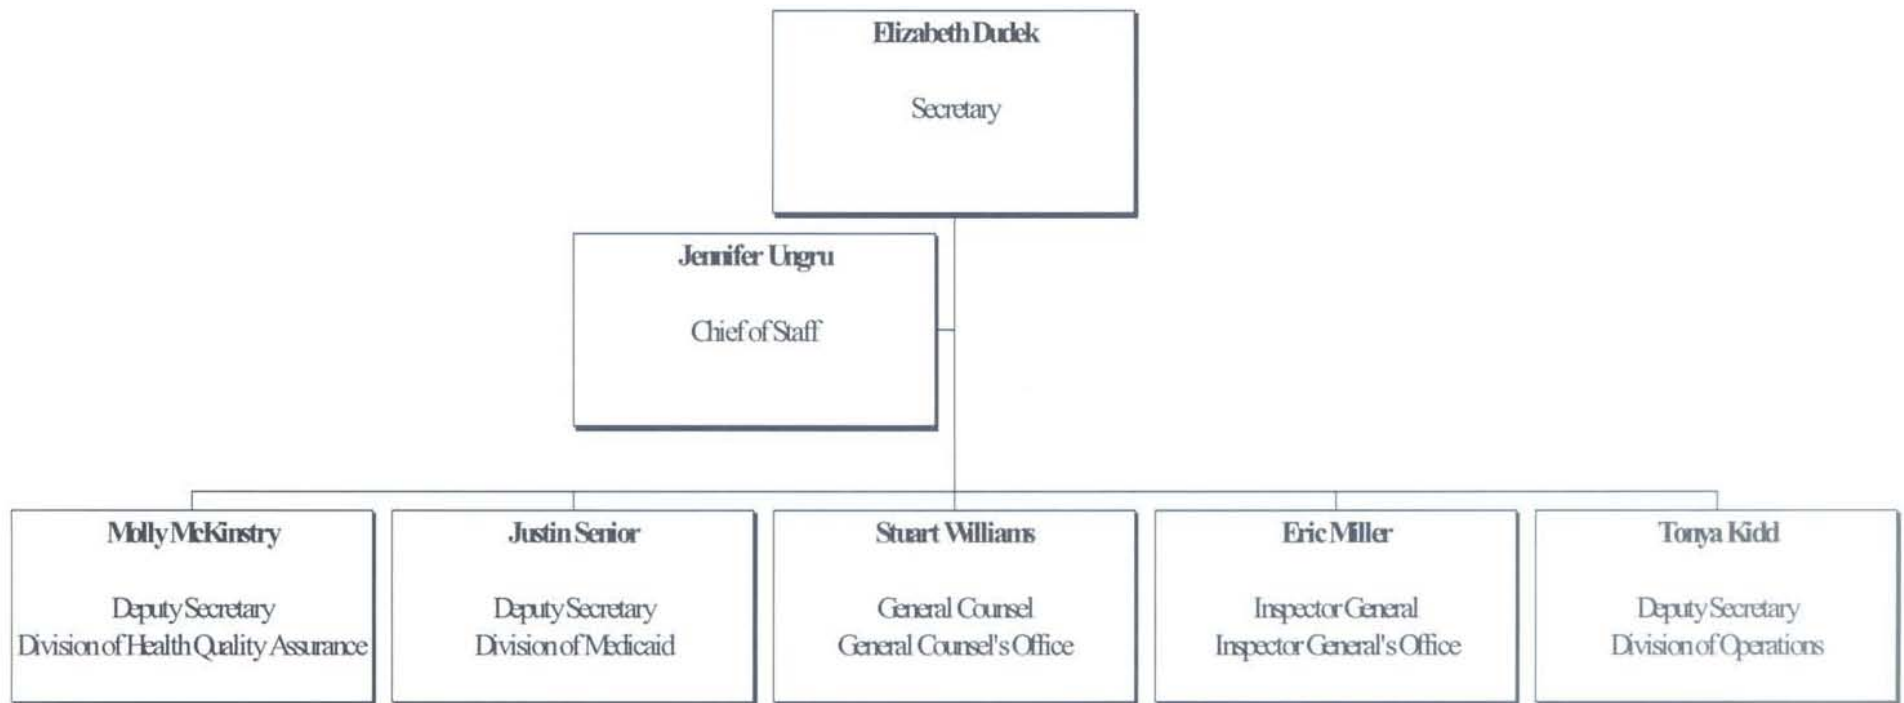 Elizabeth Dudek
Secretary
Jennifer Ungru
Chief of Staff
Molly McKinstry
Deputy Secretary
Division of Health Quality Assurance
Justin Senior
Deputy Secretary
Division of Medicaid
Stuart Williams
General Counsel
General Counsel's Office
Eric Miller
Inspector General
Inspector General's Office
Tonya Kidd
Deputy Secretary
Division of Operations